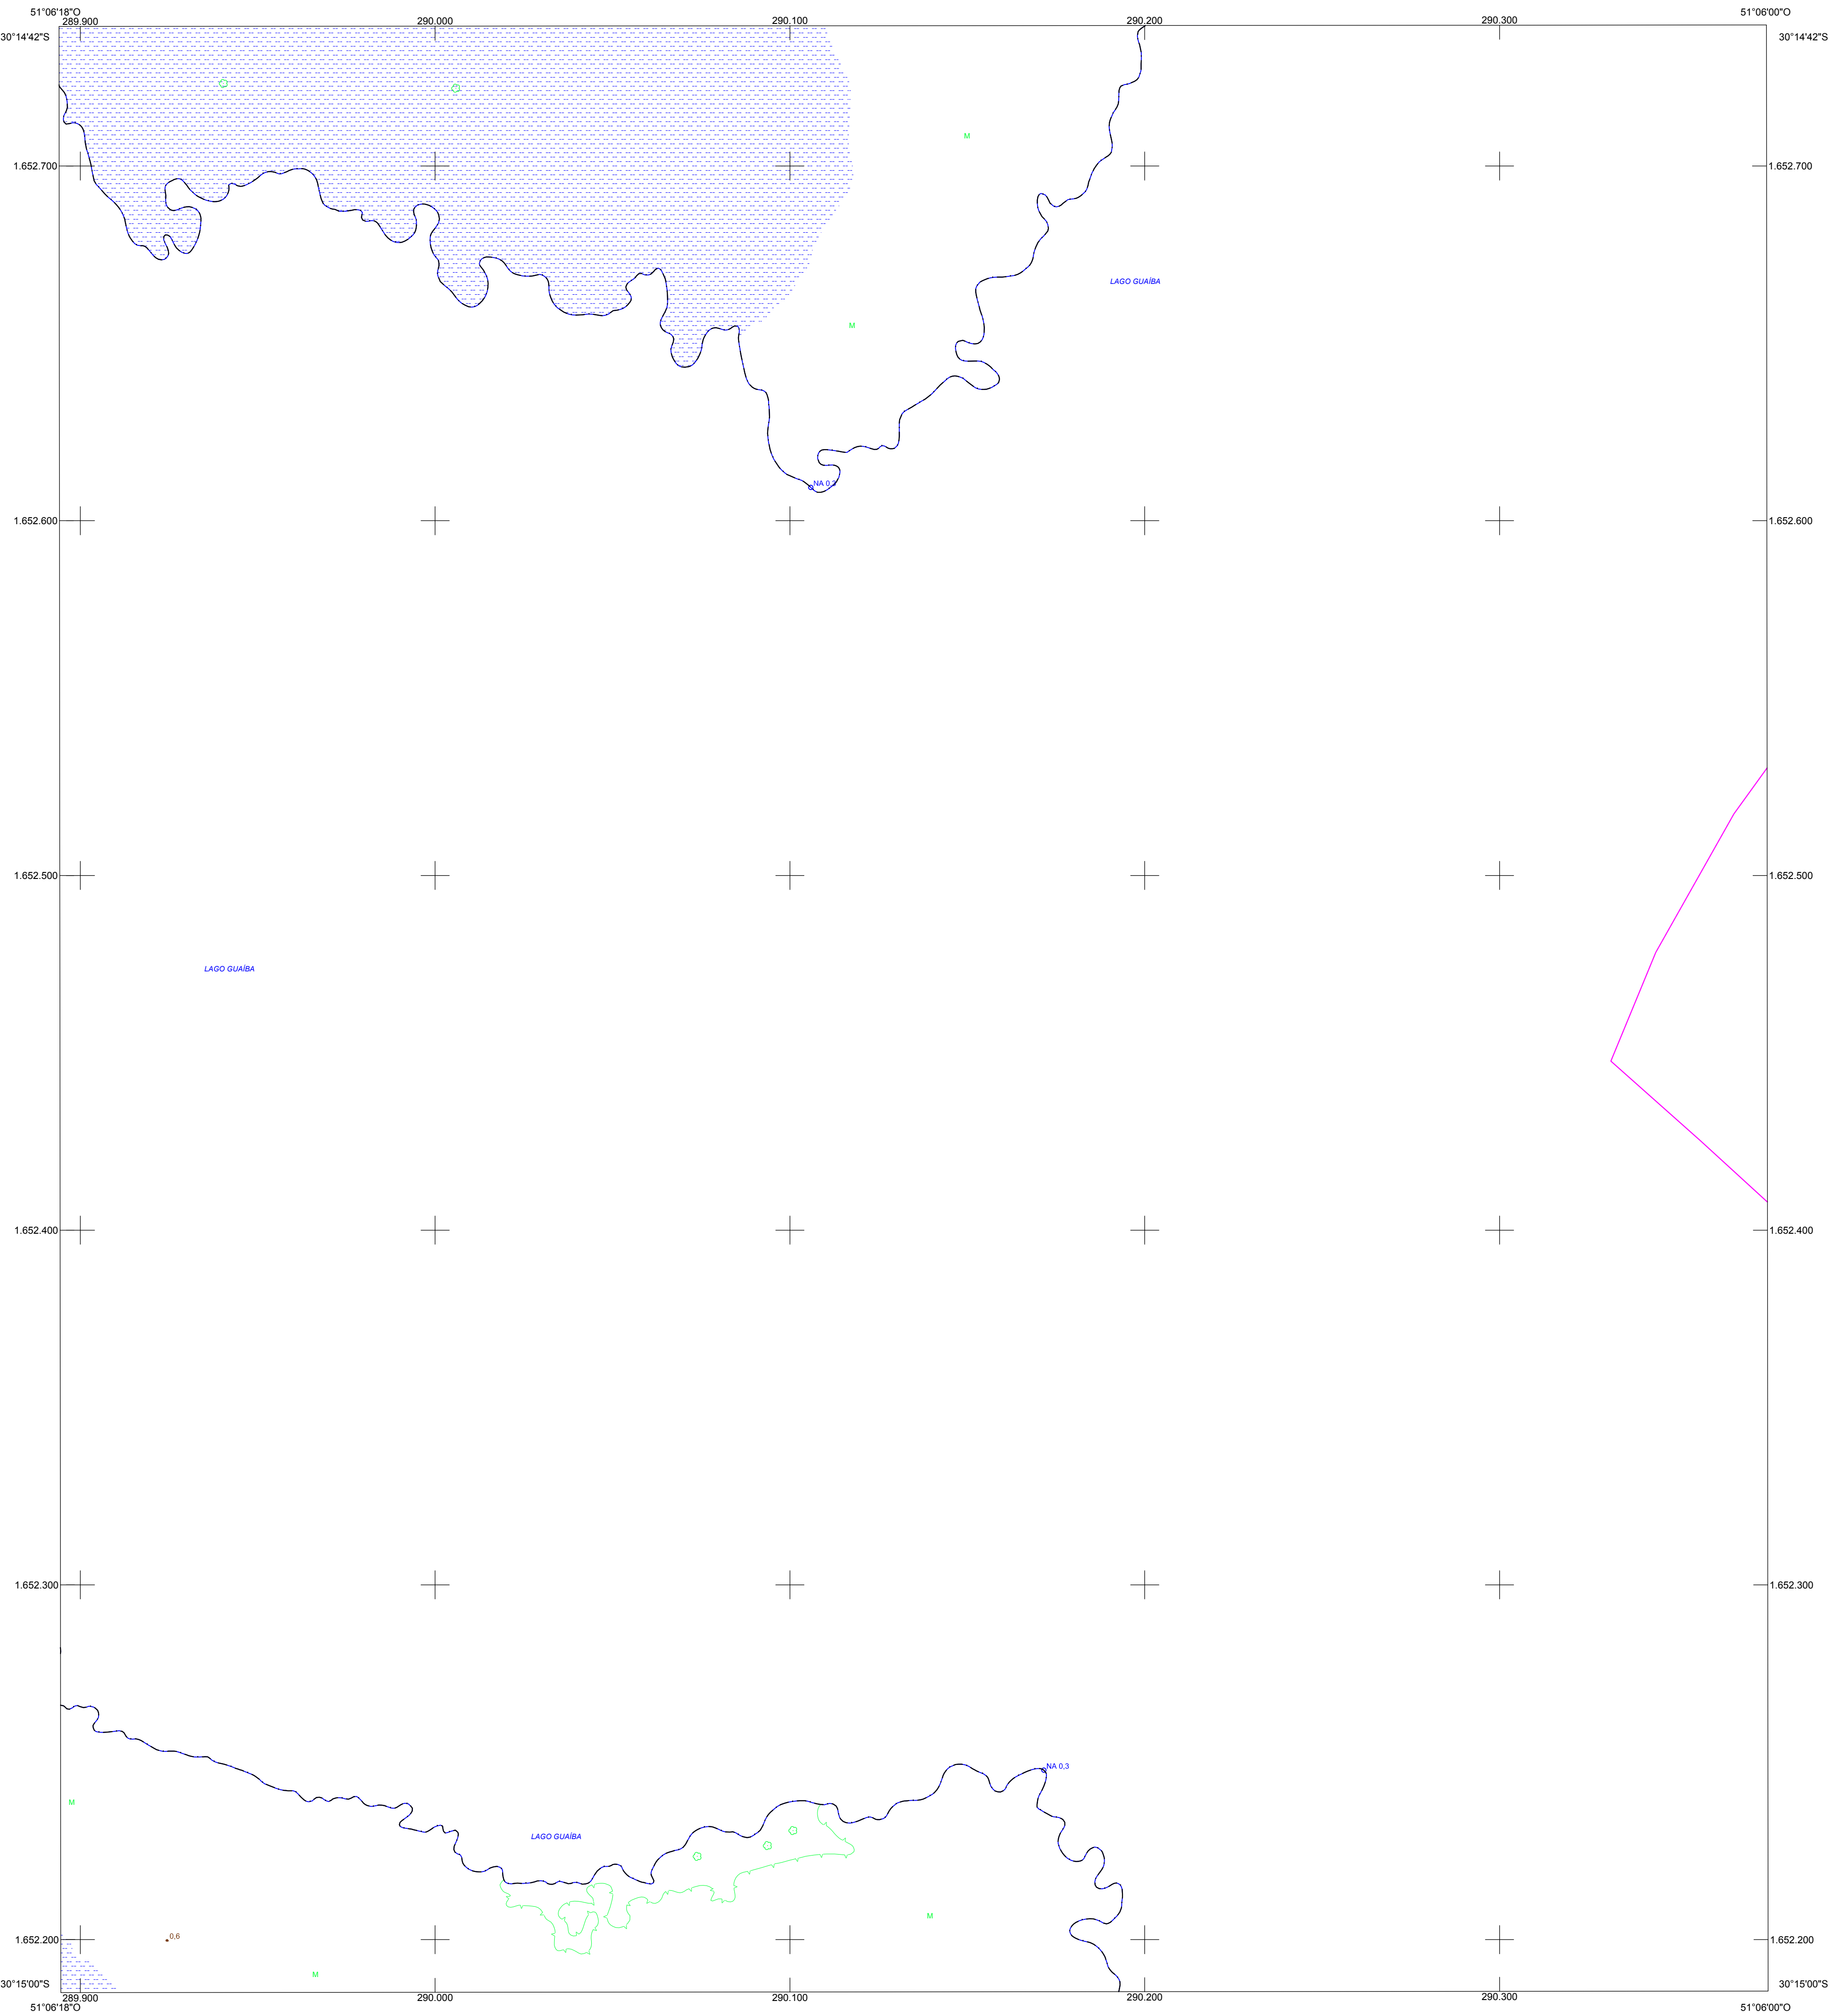 51°06'18"O 51°06'00"O
289.900 290.000 290.100 290.200 290.300
30°14'42"S 30°14'42"S
M
1.652.700 1.652.700
LAGO GUAÍBA
M
NA 0,3
1.652.600 1.652.600
1.652.500 1.652.500
LAGO GUAÍBA
1.652.400 1.652.400
1.652.300 1.652.300
NA 0,3
M
LAGO GUAÍBA
M
0,6
1.652.200 1.652.200
M
30°15'00"S 30°15'00"S
289.900 290.000 290.100 290.200 290.300
51°06'18"O 51°06'00"O